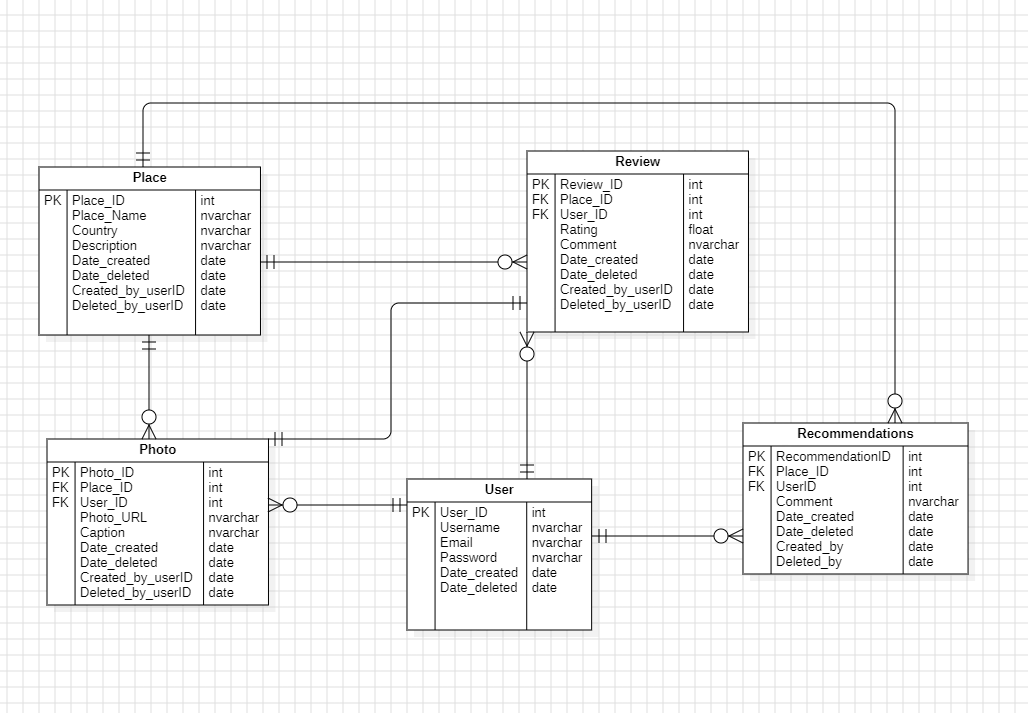 Place
PK Place_ID int
Place_Name nvarchar
Country nvarchar
Description nvarchar
Date_created date
Date_deleted date
Created_by_userID date
Deleted_by_userID date
Review
PK Review_ID int
FK Place_ID int
FK User_ID int
Rating float
Comment nvarchar
Date_created date
Date_deleted date
Created_by_userID date
Deleted_by_userID date
Photo
PK Photo_ID int
FK Place_ID int
FK User_ID int
Photo_URL nvarchar
Caption nvarchar
Date_created date
Date_deleted date
Created_by_userID date
Deleted_by_userID date
User
PK User_ID int
Username nvarchar
Email nvarchar
Password nvarchar
Date_created date
Date_deleted date
Recommendations
PK RecommendationID int
FK Place_ID int
FK UserID int
Comment nvarchar
Date_created date
Date_deleted date
Created_by date
Deleted_by date